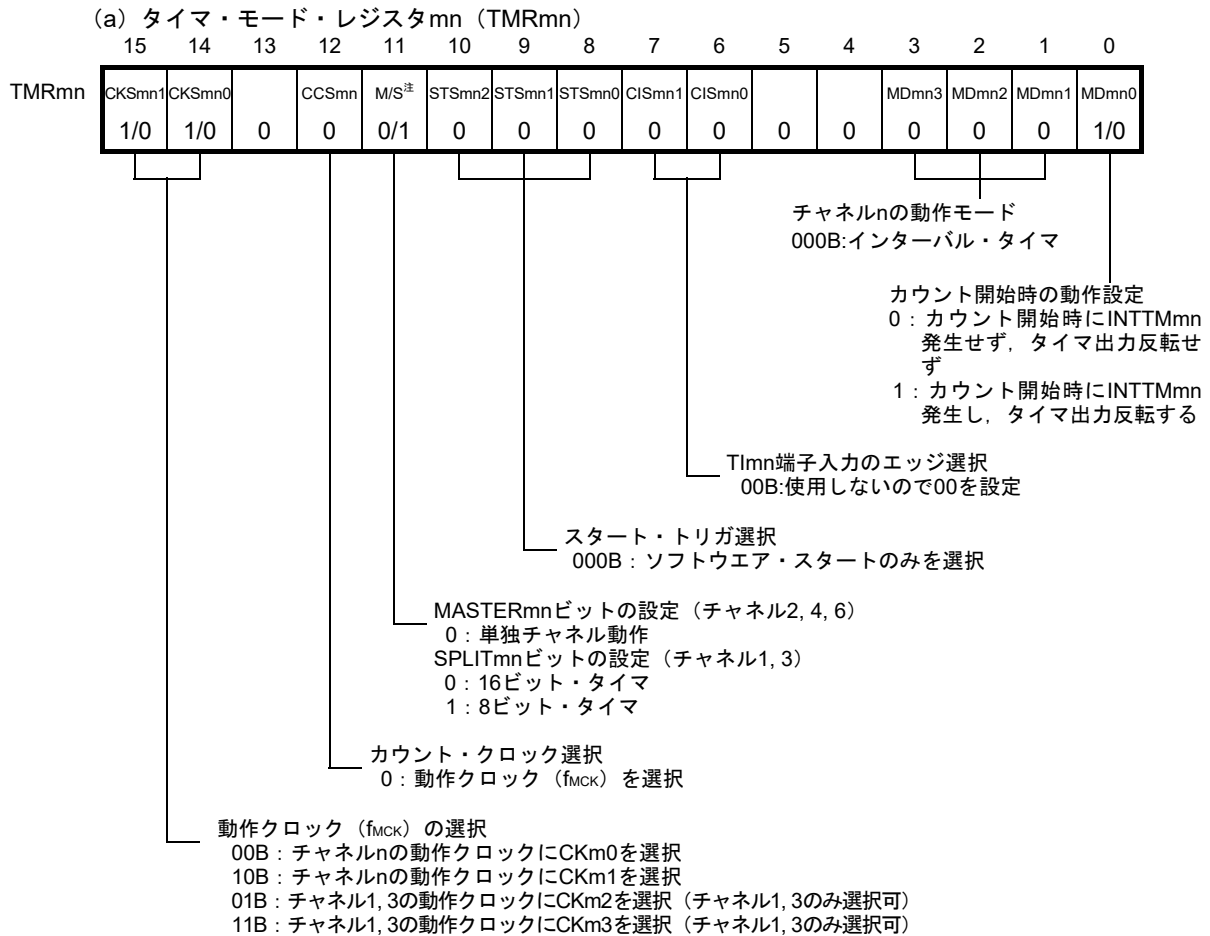 (a) タイマ・モード・レジスタmn（TMRmn）
15 14 13 12 11 10 9 8 7 6 5 4 3 2 1 0
TMRmn CKSmn1 CKSmn0 CCSmn M/S注 STSmn2 STSmn1 STSmn0 CISmn1 CISmn0 MDmn3 MDmn2 MDmn1 MDmn0
1/0 1/0 0 0 0/1 0 0 0 0 0 0 0 0 0 0 1/0
チャネルnの動作モード
000B:インターバル・タイマ
カウント開始時の動作設定
0：カウント開始時にINTTMmn
発生せず，タイマ出力反転せ
ず
1：カウント開始時にINTTMmn
発生し，タイマ出力反転する
TImn端子入力のエッジ選択
00B:使用しないので00を設定
スタート・トリガ選択
000B：ソフトウエア・スタートのみを選択
MASTERmnビットの設定（チャネル2, 4, 6）
0：単独チャネル動作
SPLITmnビットの設定（チャネル1, 3）
0：16ビット・タイマ
1：8ビット・タイマ
カウント・クロック選択
0：動作クロック（fMCK）を選択
動作クロック（fMCK）の選択
00B：チャネルnの動作クロックにCKm0を選択
10B：チャネルnの動作クロックにCKm1を選択
01B：チャネル1, 3の動作クロックにCKm2を選択（チャネル1, 3のみ選択可）
11B：チャネル1, 3の動作クロックにCKm3を選択（チャネル1, 3のみ選択可）